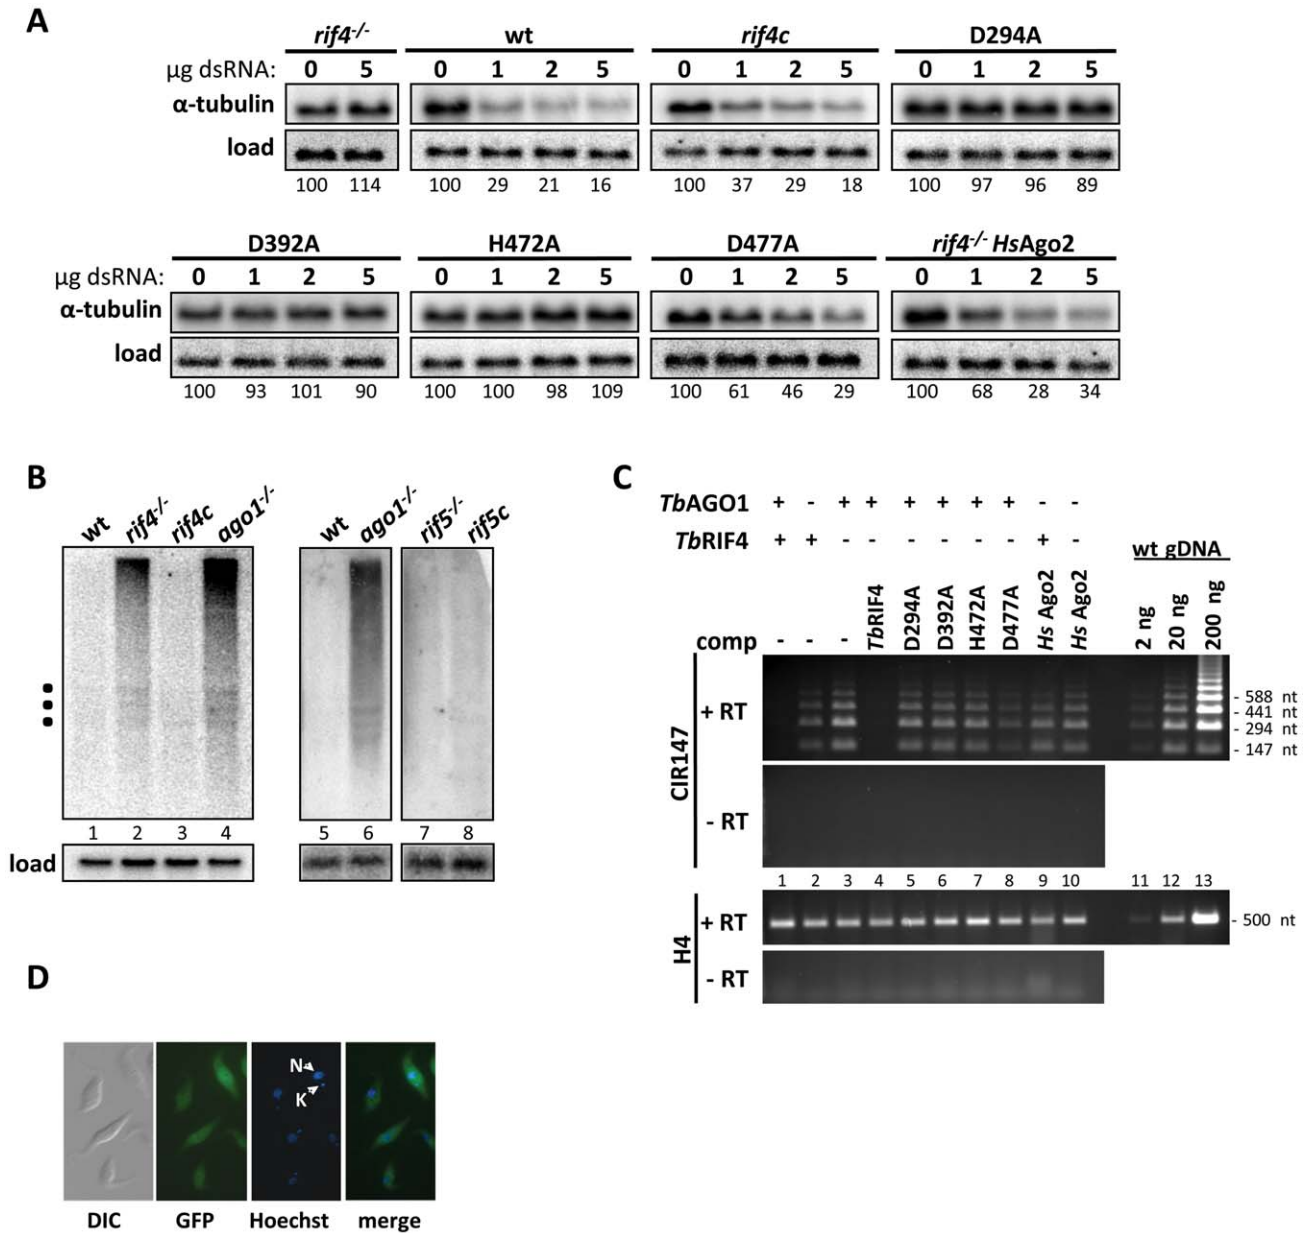 A
rif4-/- wt rif4c D294A
µg dsRNA: 0 5 0 1 2 5 0 1 2 5 0 1 2 5
α-tubulin
load
100 114 100 29 21 16 100 37 29 18 100 97 96 89
D392A H472A D477A rif4-/- HsAgo2
µg dsRNA: 0 1 2 5 0 1 2 5 0 1 2 5 0 1 2 5
α-tubulin
load
100 93 101 90 100 100 98 109 100 61 46 29 100 68 28 34
B
wt rif4-/- rif4c ago1-/- wt ago1-/- rif5-/- rif5c
1 2 3 4 5 6 7 8
load
C
TbAGO1 + - + + + + + + - -
TbRIF4 + + - - - - - - + -
wt gDNA
comp - - - TbRIF4 D294A D392A H472A D477A Hs Ago2 Hs Ago2 2 ng 20 ng 200 ng
CIR147
+ RT
- 588 nt
- 441 nt
- 294 nt
- 147 nt
- RT
1 2 3 4 5 6 7 8 9 10 11 12 13
H4
+ RT - 500 nt
- RT
D
N
K
DIC GFP Hoechst merge